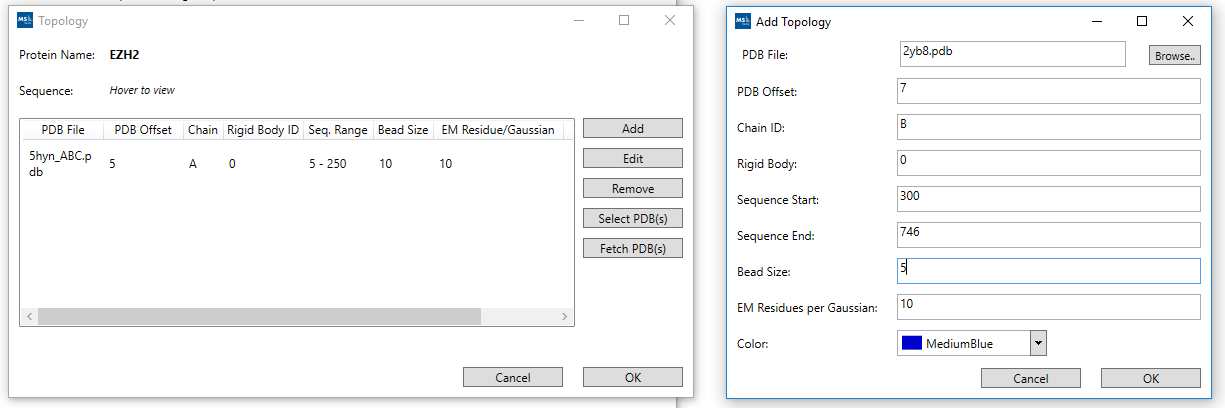 Topology
Protein Name: EZH2
Sequence: Hover to view
PDB File PDB Offset Chain Rigid Body ID Seq. Range Bead Size EM Residue/Gaussian
5hyn_ABC.p
db 5 A 0 5 - 250 10 10
Add
Edit
Remove
Select PDB(s)
Fetch PDB(s)
Cancel OK
Add Topology
PDB File: 2yb8.pdb Browse..
PDB Offset: 7
Chain ID: B
Rigid Body: 0
Sequence Start: 300
Sequence End: 746
Bead Size: 5
EM Residues per Gaussian: 10
Color: MediumBlue
Cancel OK